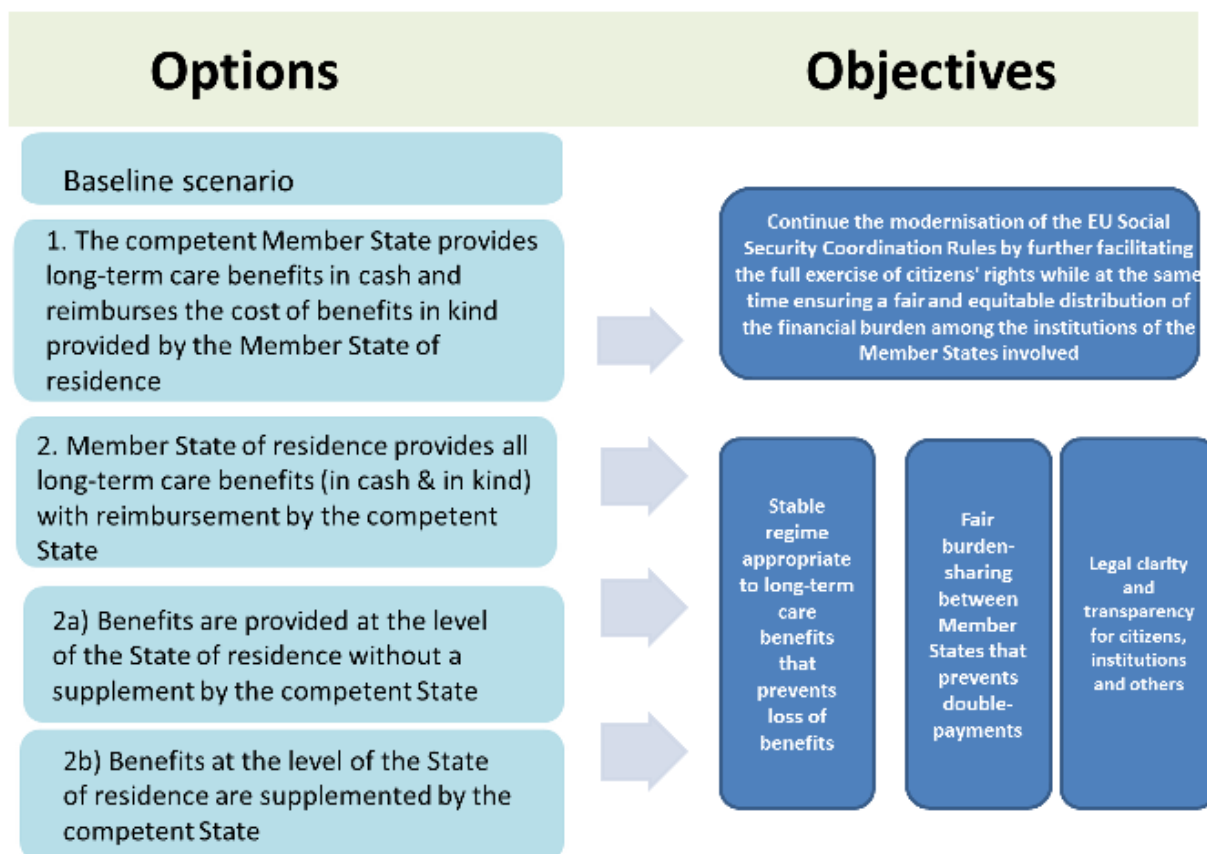 Options
Objectives
Baseline scenario
1. The competent Member State provides
long-term care benefits in cash and
reimburses the cost of benefits in kind
provided by the Member State of
residence
2. Member State of residence provides all
long-term care benefits (in cash & in kind)
with reimbursement by the competent
State
2a) Benefits are provided at the level
of the State of residence without a
supplement by the competent State
2b) Benefits at the level of the State
of residence are supplemented by the
competent State
Continue the modernisation of the EU Social
Security Coordination Rules by further facilitating
the full exercise of citizens' rights while at the same
time ensuring a fair and equitable distribution of
the financial burden among the institutions of the
Member States involved
Stable
regime
appropriate
to long-term
care
benefits
that
prevents
loss of
benefits
Fair
burden-
sharing
between
Member
States that
prevents
double-
payments
Legal clarity
and
transparency
for citizens,
institutions
and others